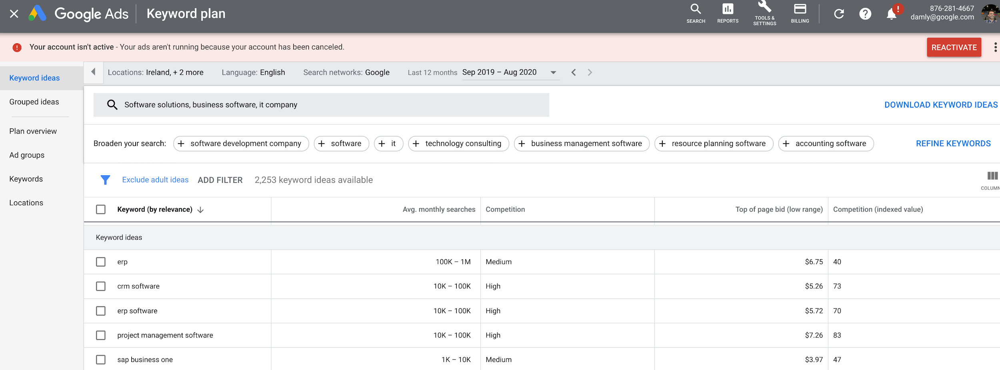 Google Ads | Keyword plan
SEARCH
REPORTS
TOOLS &
SETTINGS
BILLING
?
!
876-281-4667
damly@google.com
! Your account isn't active - Your ads aren't running because your account has been canceled.
REACTIVATE
Keyword ideas
Grouped ideas
Plan overview
Ad groups
Keywords
Locations
Locations: Ireland, + 2 more
Language: English
Search networks: Google
Last 12 months Sep 2019 – Aug 2020
Software solutions, business software, it company
DOWNLOAD KEYWORD IDEAS
Broaden your search: + software development company + software + it + technology consulting + business management software + resource planning software + accounting software
REFINE KEYWORDS
Exclude adult ideas ADD FILTER 2,253 keyword ideas available
COLUMN
Keyword (by relevance) ↓ Avg. monthly searches Competition Top of page bid (low range) Competition (indexed value)
Keyword ideas
erp 100K – 1M Medium $6.75 40
crm software 10K – 100K High $5.26 73
erp software 10K – 100K High $5.72 70
project management software 10K – 100K High $7.26 83
sap business one 1K – 10K Medium $3.97 47